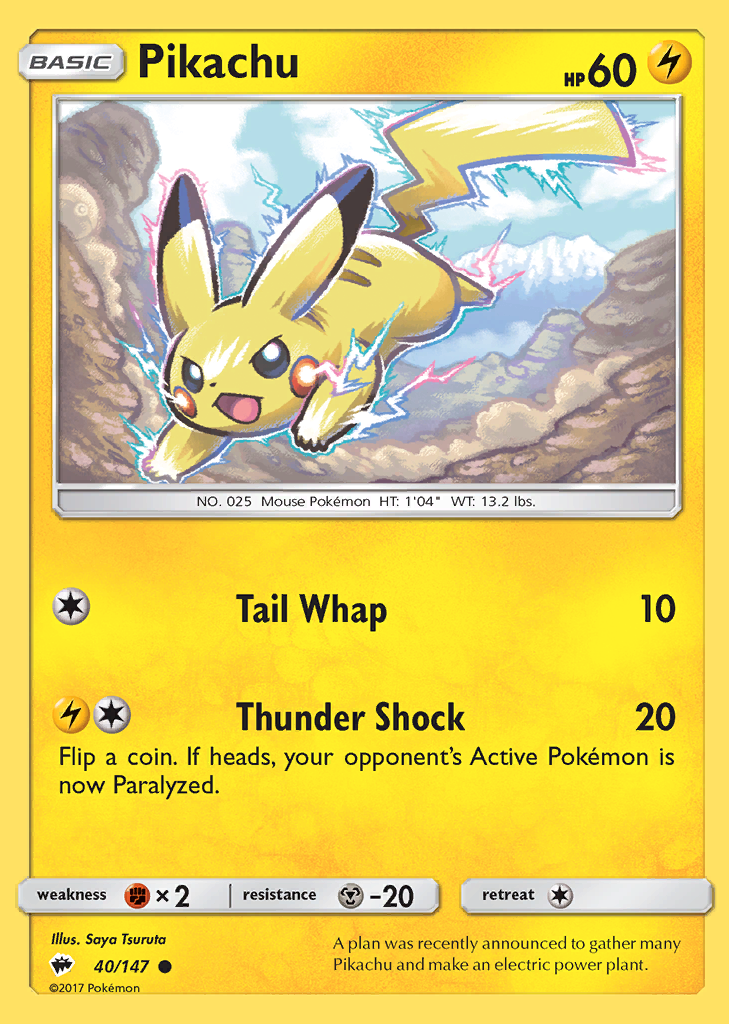 BASIC Pikachu HP60
NO. 025 Mouse Pokémon HT: 1'04" WT: 13.2 lbs.
Tail Whap 10
Thunder Shock 20
Flip a coin. If heads, your opponent's Active Pokémon is
now Paralyzed.
weakness ×2 resistance -20 retreat
Illus. Saya Tsuruta
40/147
©2017 Pokémon
A plan was recently announced to gather many
Pikachu and make an electric power plant.